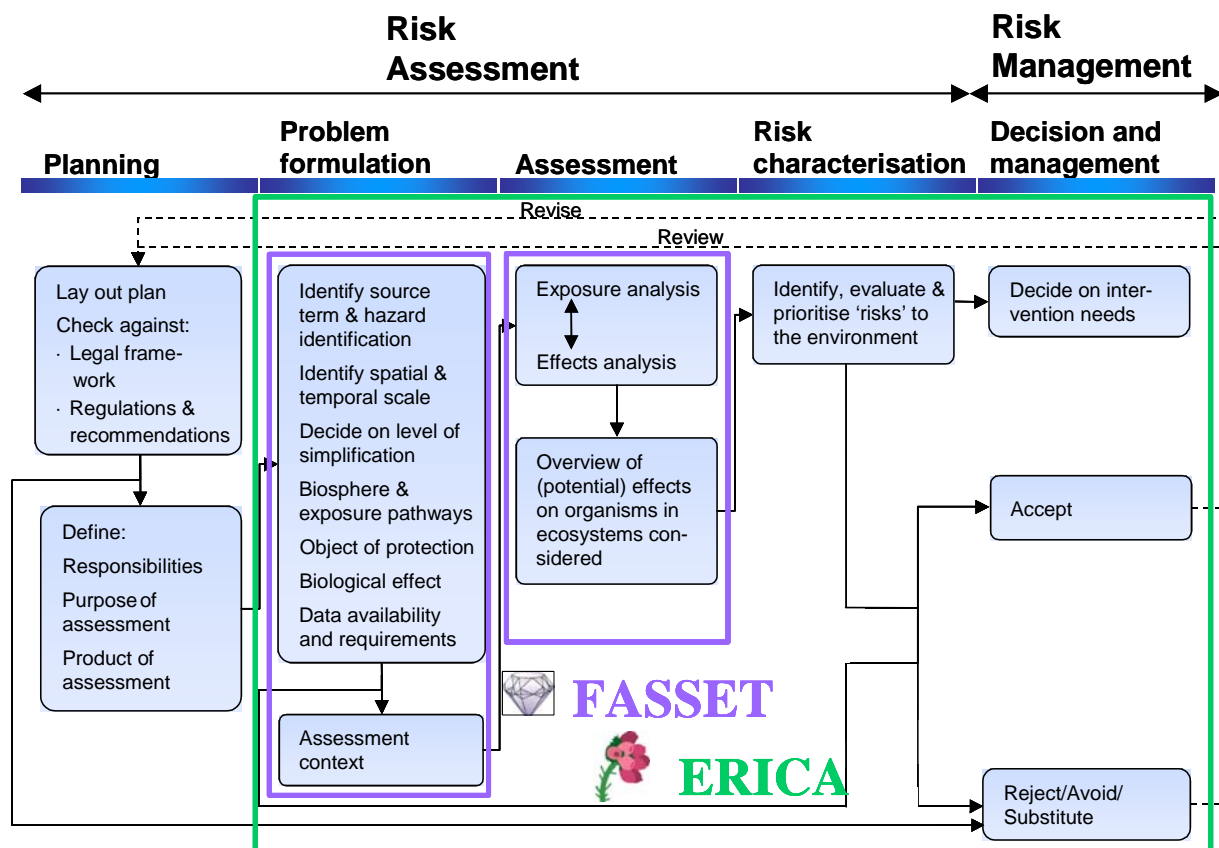 Risk
Assessment
Risk
Management
Planning
Problem
formulation
Assessment
Risk
characterisation
Decision and
management
Revise
Review
Lay out plan
Check against:
· Legal frame-
work
· Regulations &
recommendations
Define:
Responsibilities
Purpose of
assessment
Product of
assessment
Identify source
term & hazard
identification
Identify spatial &
temporal scale
Decide on level of
simplification
Biosphere &
exposure pathways
Object of protection
Biological effect
Data availability
and requirements
Assessment
context
Exposure analysis
Effects analysis
Overview of
(potential) effects
on organisms in
ecosystems con-
sidered
Identify, evaluate &
prioritise ‘risks’ to
the environment
Decide on inter-
vention needs
Accept
Reject/Avoid/
Substitute
FASSET
ERICA